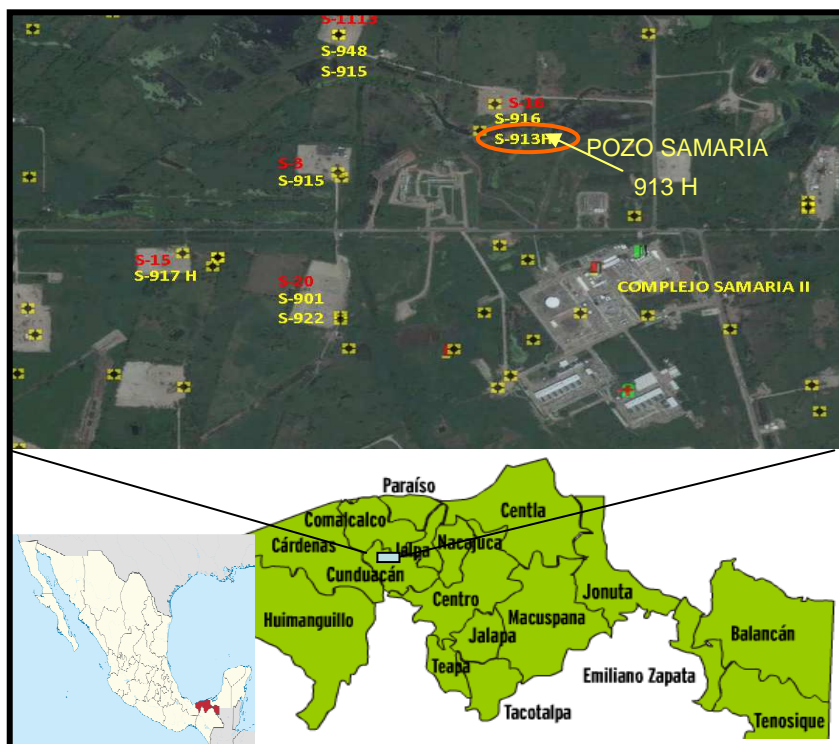 S-1113
S-948
S-915
S-16
S-916
S-913H
POZO SAMARIA
913 H
S-3
S-915
S-15
S-917 H
S-20
S-901
S-922
COMPLEJO SAMARIA II
Paraíso
Centla
Comalcalco
Cárdenas
Jalpa
Nacajuca
Cunduacán
Huimanguillo
Centro
Macuspana
Jonuta
Jalapa
Balancán
Teapa
Emiliano Zapata
Tacotalpa
Tenosique